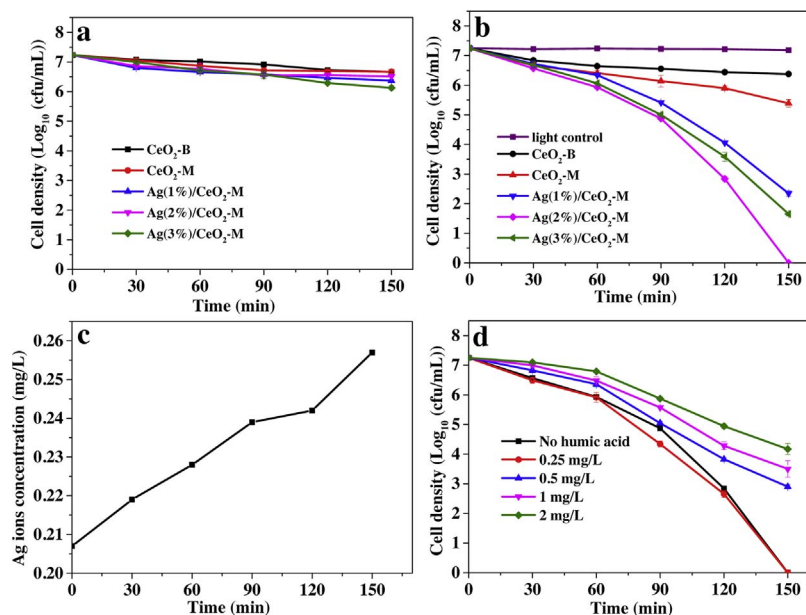 a
Cell density (Log10 (cfu/mL))
8
7
6
5
4
3
2
1
0
CeO2-B
CeO2-M
Ag(1%)/CeO2-M
Ag(2%)/CeO2-M
Ag(3%)/CeO2-M
0 30 60 90 120 150
Time (min)
b
Cell density (Log10 (cfu/mL))
8
7
6
5
4
3
2
1
0
light control
CeO2-B
CeO2-M
Ag(1%)/CeO2-M
Ag(2%)/CeO2-M
Ag(3%)/CeO2-M
0 30 60 90 120 150
Time (min)
c
Ag ions concentration (mg/L)
0.26
0.25
0.24
0.23
0.22
0.21
0.20
0 30 60 90 120 150
Time (min)
d
Cell density (Log10 (cfu/mL))
8
7
6
5
4
3
2
1
0
No humic acid
0.25 mg/L
0.5 mg/L
1 mg/L
2 mg/L
0 30 60 90 120 150
Time (min)